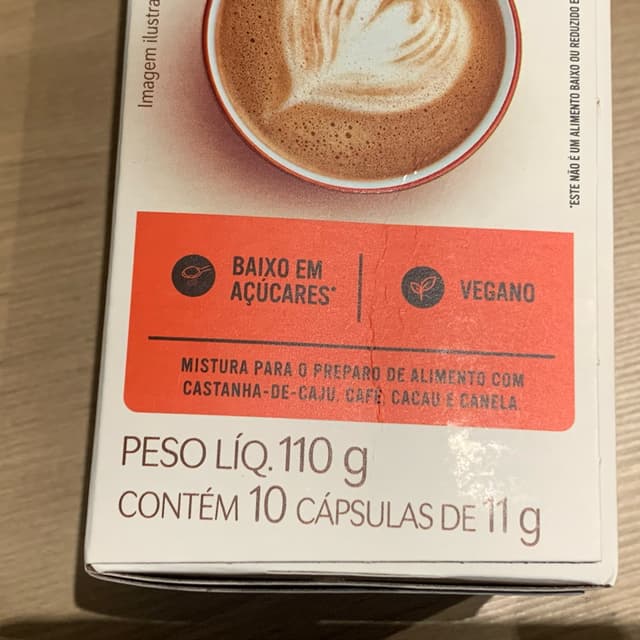 Imagem ilustra
*ESTE NÃO É UM ALIMENTO BAIXO OU REDUZIDO E
BAIXO EM
AÇÚCARES*
VEGANO
MISTURA PARA O PREPARO DE ALIMENTO COM
CASTANHA-DE-CAJU, CAFÉ, CACAU E CANELA.
PESO LÍQ. 110 g
CONTÉM 10 CÁPSULAS DE 11 g